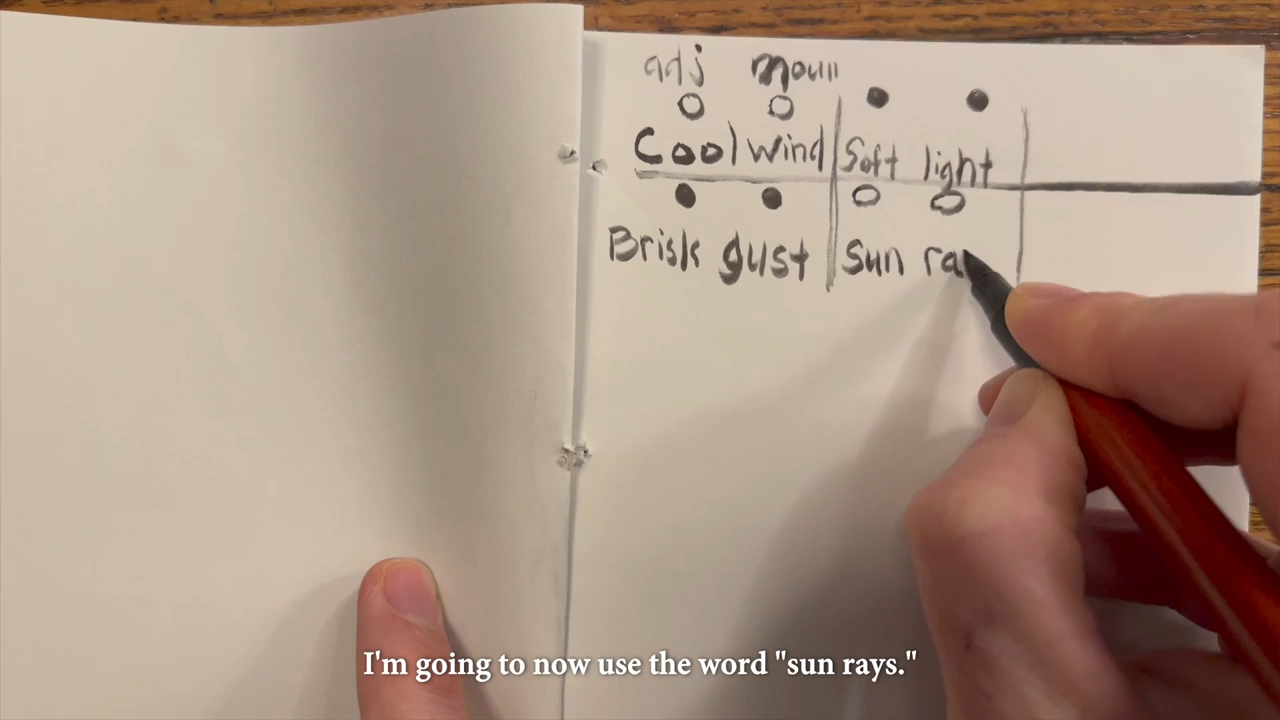 adj noun
Cool wind Soft light
Brisk gust Sun ra
I'm going to now use the word "sun rays."